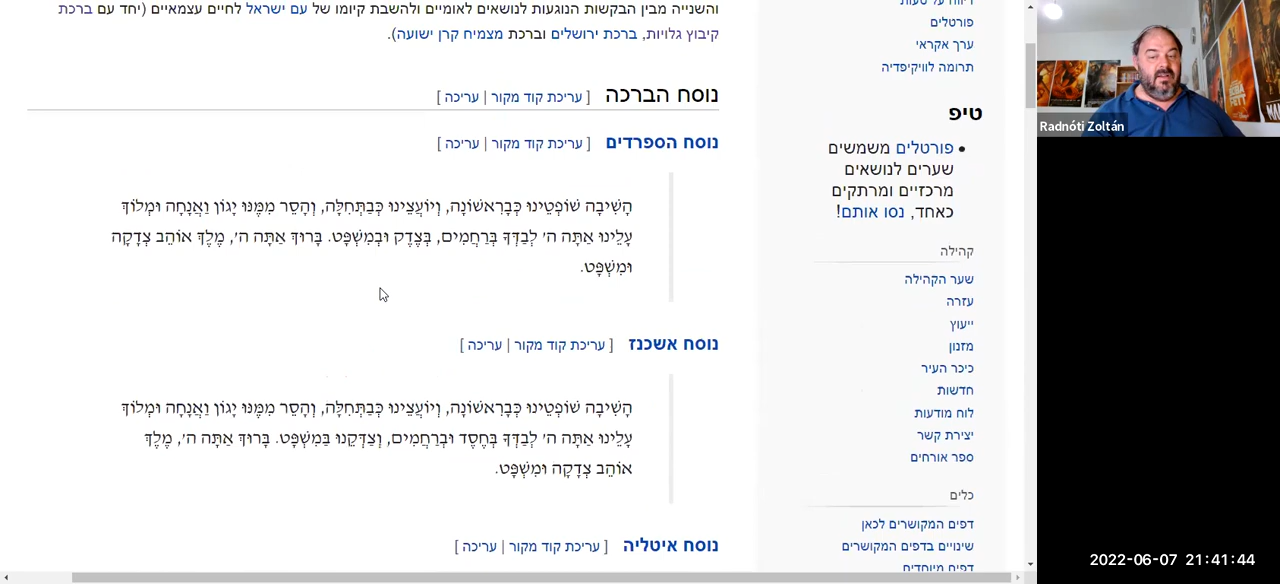 והשנייה מבין הבקשות הנוגעות לנושאים לאומיים ולהשבת קיומו של עם ישראל לחיים עצמאיים (יחד עם ברכת
קיבוץ גלויות, ברכת ירושלים וברכת מצמיח קרן ישועה).
נוסח הברכה [ עריכת קוד מקור | עריכה ]
נוסח הספרדים [ עריכת קוד מקור | עריכה ]
הָשִׁיבָה שׁוֹפְטֵינוּ כְּבָרִאשׁוֹנָה, וְיוֹעֲצֵינוּ כְּבַתְּחִלָּה, וְהָסֵר מִמֶּנּוּ יָגוֹן וַאֲנָחָה וּמְלוֹךְ
עָלֵינוּ אַתָּה ה' לְבַדְּךָ בְּרַחֲמִים, בְּצֶדֶק וּבְמִשְׁפָּט. בָּרוּךְ אַתָּה ה', מֶלֶךְ אוֹהֵב צְדָקָה
וּמִשְׁפָּט.
נוסח אשכנז [ עריכת קוד מקור | עריכה ]
הָשִׁיבָה שׁוֹפְטֵינוּ כְּבָרִאשׁוֹנָה, וְיוֹעֲצֵינוּ כְּבַתְּחִלָּה, וְהָסֵר מִמֶּנּוּ יָגוֹן וַאֲנָחָה וּמְלוֹךְ
עָלֵינוּ אַתָּה ה' לְבַדְּךָ בְּחֶסֶד וּבְרַחֲמִים, וְצַדְּקֵנוּ בַּמִּשְׁפָּט. בָּרוּךְ אַתָּה ה', מֶלֶךְ
אוֹהֵב צְדָקָה וּמִשְׁפָּט.
נוסח איטליה [ עריכת קוד מקור | עריכה ]
דיווח על טעות
פורטלים
ערך אקראי
תרומה לוויקיפדיה
טיפ
• פורטלים משמשים
שערים לנושאים
מרכזיים ומרתקים
כאחד, נסו אותם!
קהילה
שער הקהילה
עזרה
ייעוץ
מזנון
כיכר העיר
חדשות
לוח מודעות
יצירת קשר
ספר אורחים
כלים
דפים המקושרים לכאן
שינויים בדפים המקושרים
דפים מיוחדים
Radnóti Zoltán
2022-06-07 21:41:44